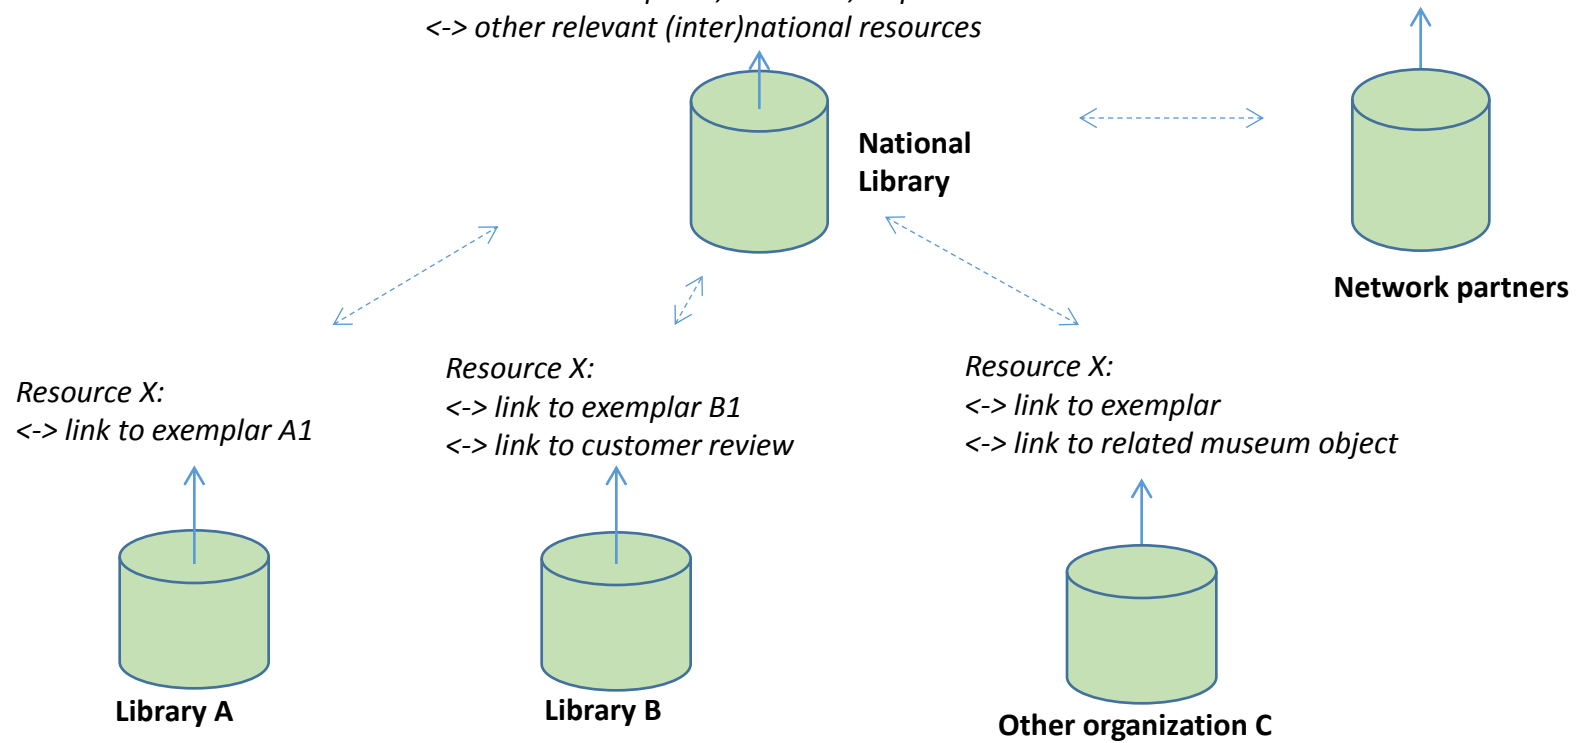 <-> other relevant (inter)national resources
National
Library
Network partners
Resource X:
<-> link to exemplar A1
Resource X:
<-> link to exemplar B1
<-> link to customer review
Resource X:
<-> link to exemplar
<-> link to related museum object
Library A
Library B
Other organization C